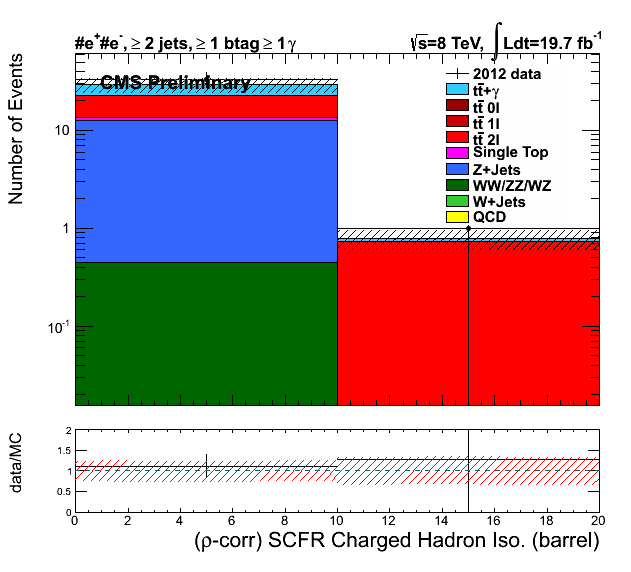 #e⁺#e⁻, ≥ 2 jets, ≥ 1 btag ≥ 1 γ
√s=8 TeV, ∫Ldt=19.7 fb⁻¹
CMS Preliminary
2012 data
tt̄+γ
tt̄ 0l
tt̄ 1l
tt̄ 2l
Single Top
Z+Jets
WW/ZZ/WZ
W+Jets
QCD
Number of Events
10
1
10⁻¹
data/MC
2
1.5
1
0.5
0
0 2 4 6 8 10 12 14 16 18 20
(ρ-corr) SCFR Charged Hadron Iso. (barrel)